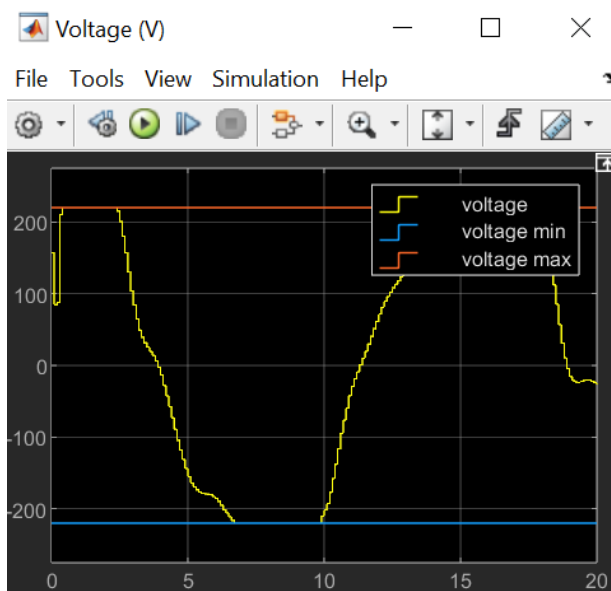 Voltage (V)
File Tools View Simulation Help
voltage
voltage min
voltage max
200
100
0
-100
-200
0 5 10 15 20